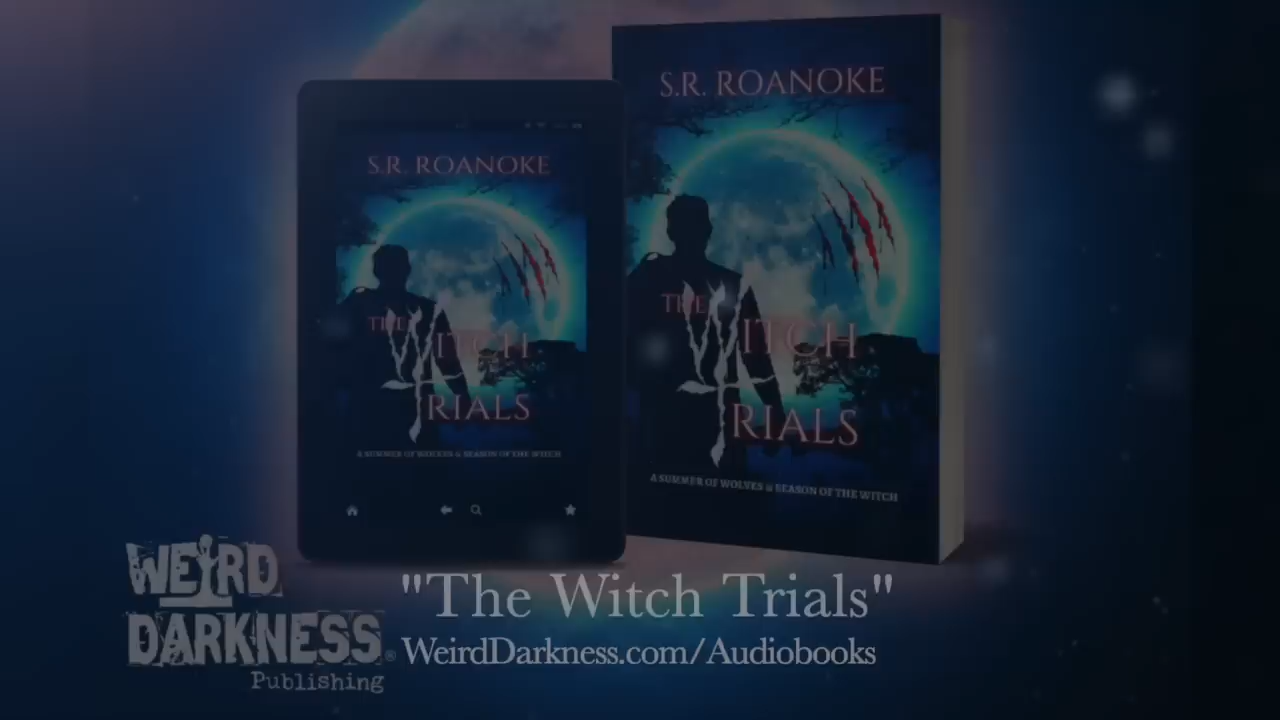 S.R. ROANOKE
THE
WITCH
TRIALS
A SUMMER OF WOLVES & SEASON OF THE WITCH
S.R. ROANOKE
THE
WITCH
TRIALS
A SUMMER OF WOLVES & SEASON OF THE WITCH
WEIRD
DARKNESS®
Publishing
"The Witch Trials"
WeirdDarkness.com/Audiobooks